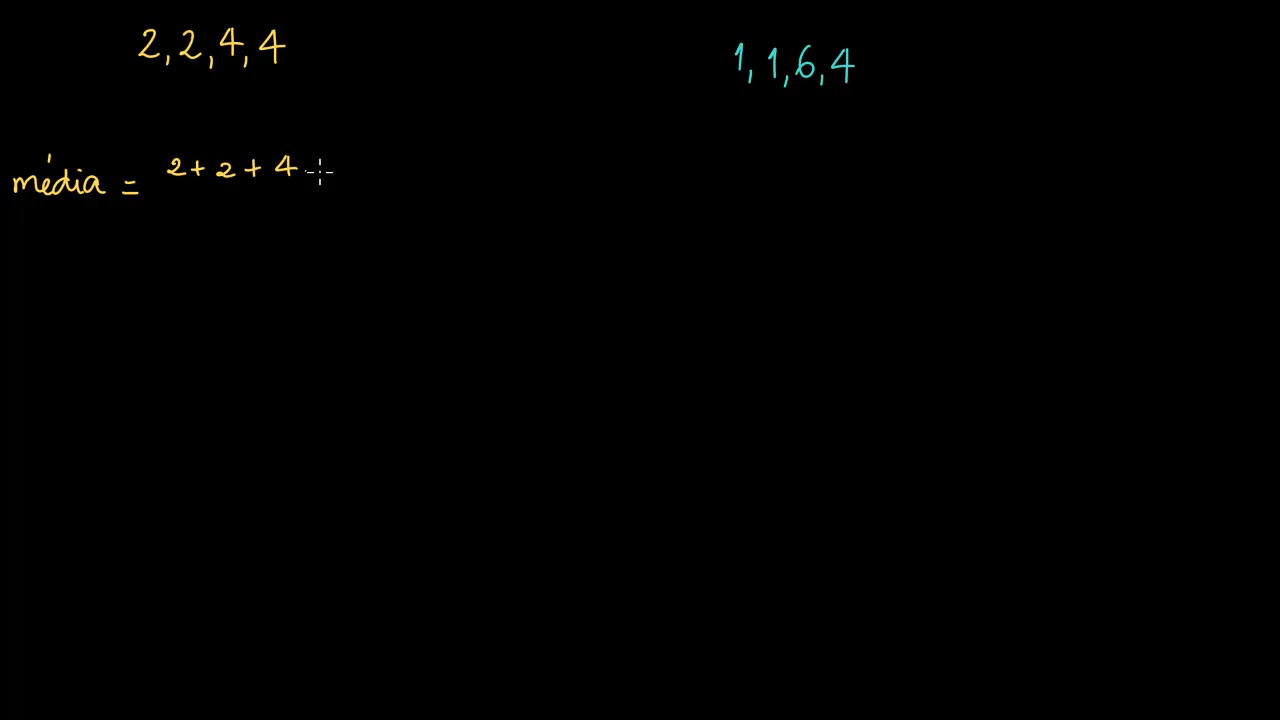 2, 2, 4, 4
1, 1, 6, 4
média = 2 + 2 + 4